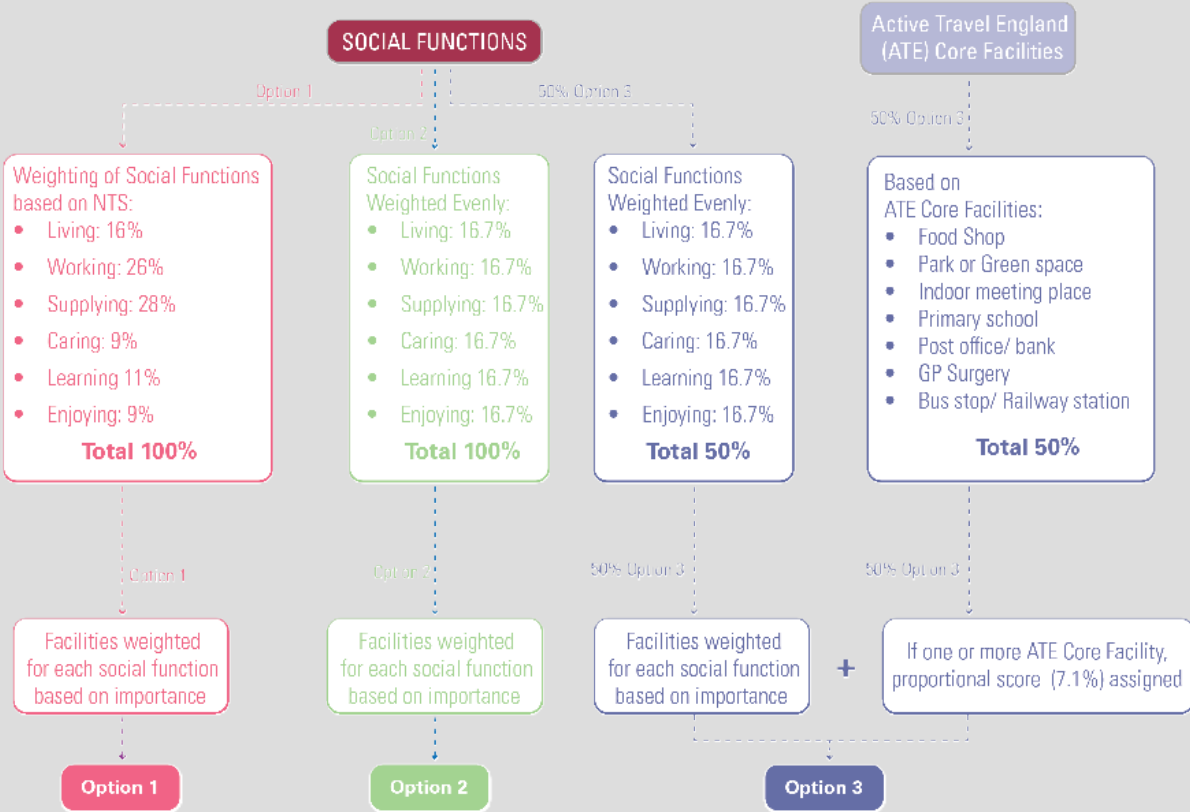 SOCIAL FUNCTIONS
Active Travel England
(ATE) Core Facilities
Option 1
50% Option 3
50% Option 3
Option 2
Weighting of Social Functions
based on NTS:
• Living: 16%
• Working: 26%
• Supplying: 28%
• Caring: 9%
• Learning 11%
• Enjoying: 9%
Total 100%
Social Functions
Weighted Evenly:
• Living: 16.7%
• Working: 16.7%
• Supplying: 16.7%
• Caring: 16.7%
• Learning 16.7%
• Enjoying: 16.7%
Total 100%
Social Functions
Weighted Evenly:
• Living: 16.7%
• Working: 16.7%
• Supplying: 16.7%
• Caring: 16.7%
• Learning 16.7%
• Enjoying: 16.7%
Total 50%
Based on
ATE Core Facilities:
• Food Shop
• Park or Green space
• Indoor meeting place
• Primary school
• Post office/ bank
• GP Surgery
• Bus stop/ Railway station
Total 50%
Option 1
Option 2
50% Option 3
50% Option 3
Facilities weighted
for each social function
based on importance
Facilities weighted
for each social function
based on importance
Facilities weighted
for each social function
based on importance
+
If one or more ATE Core Facility,
proportional score (7.1%) assigned
Option 1
Option 2
Option 3